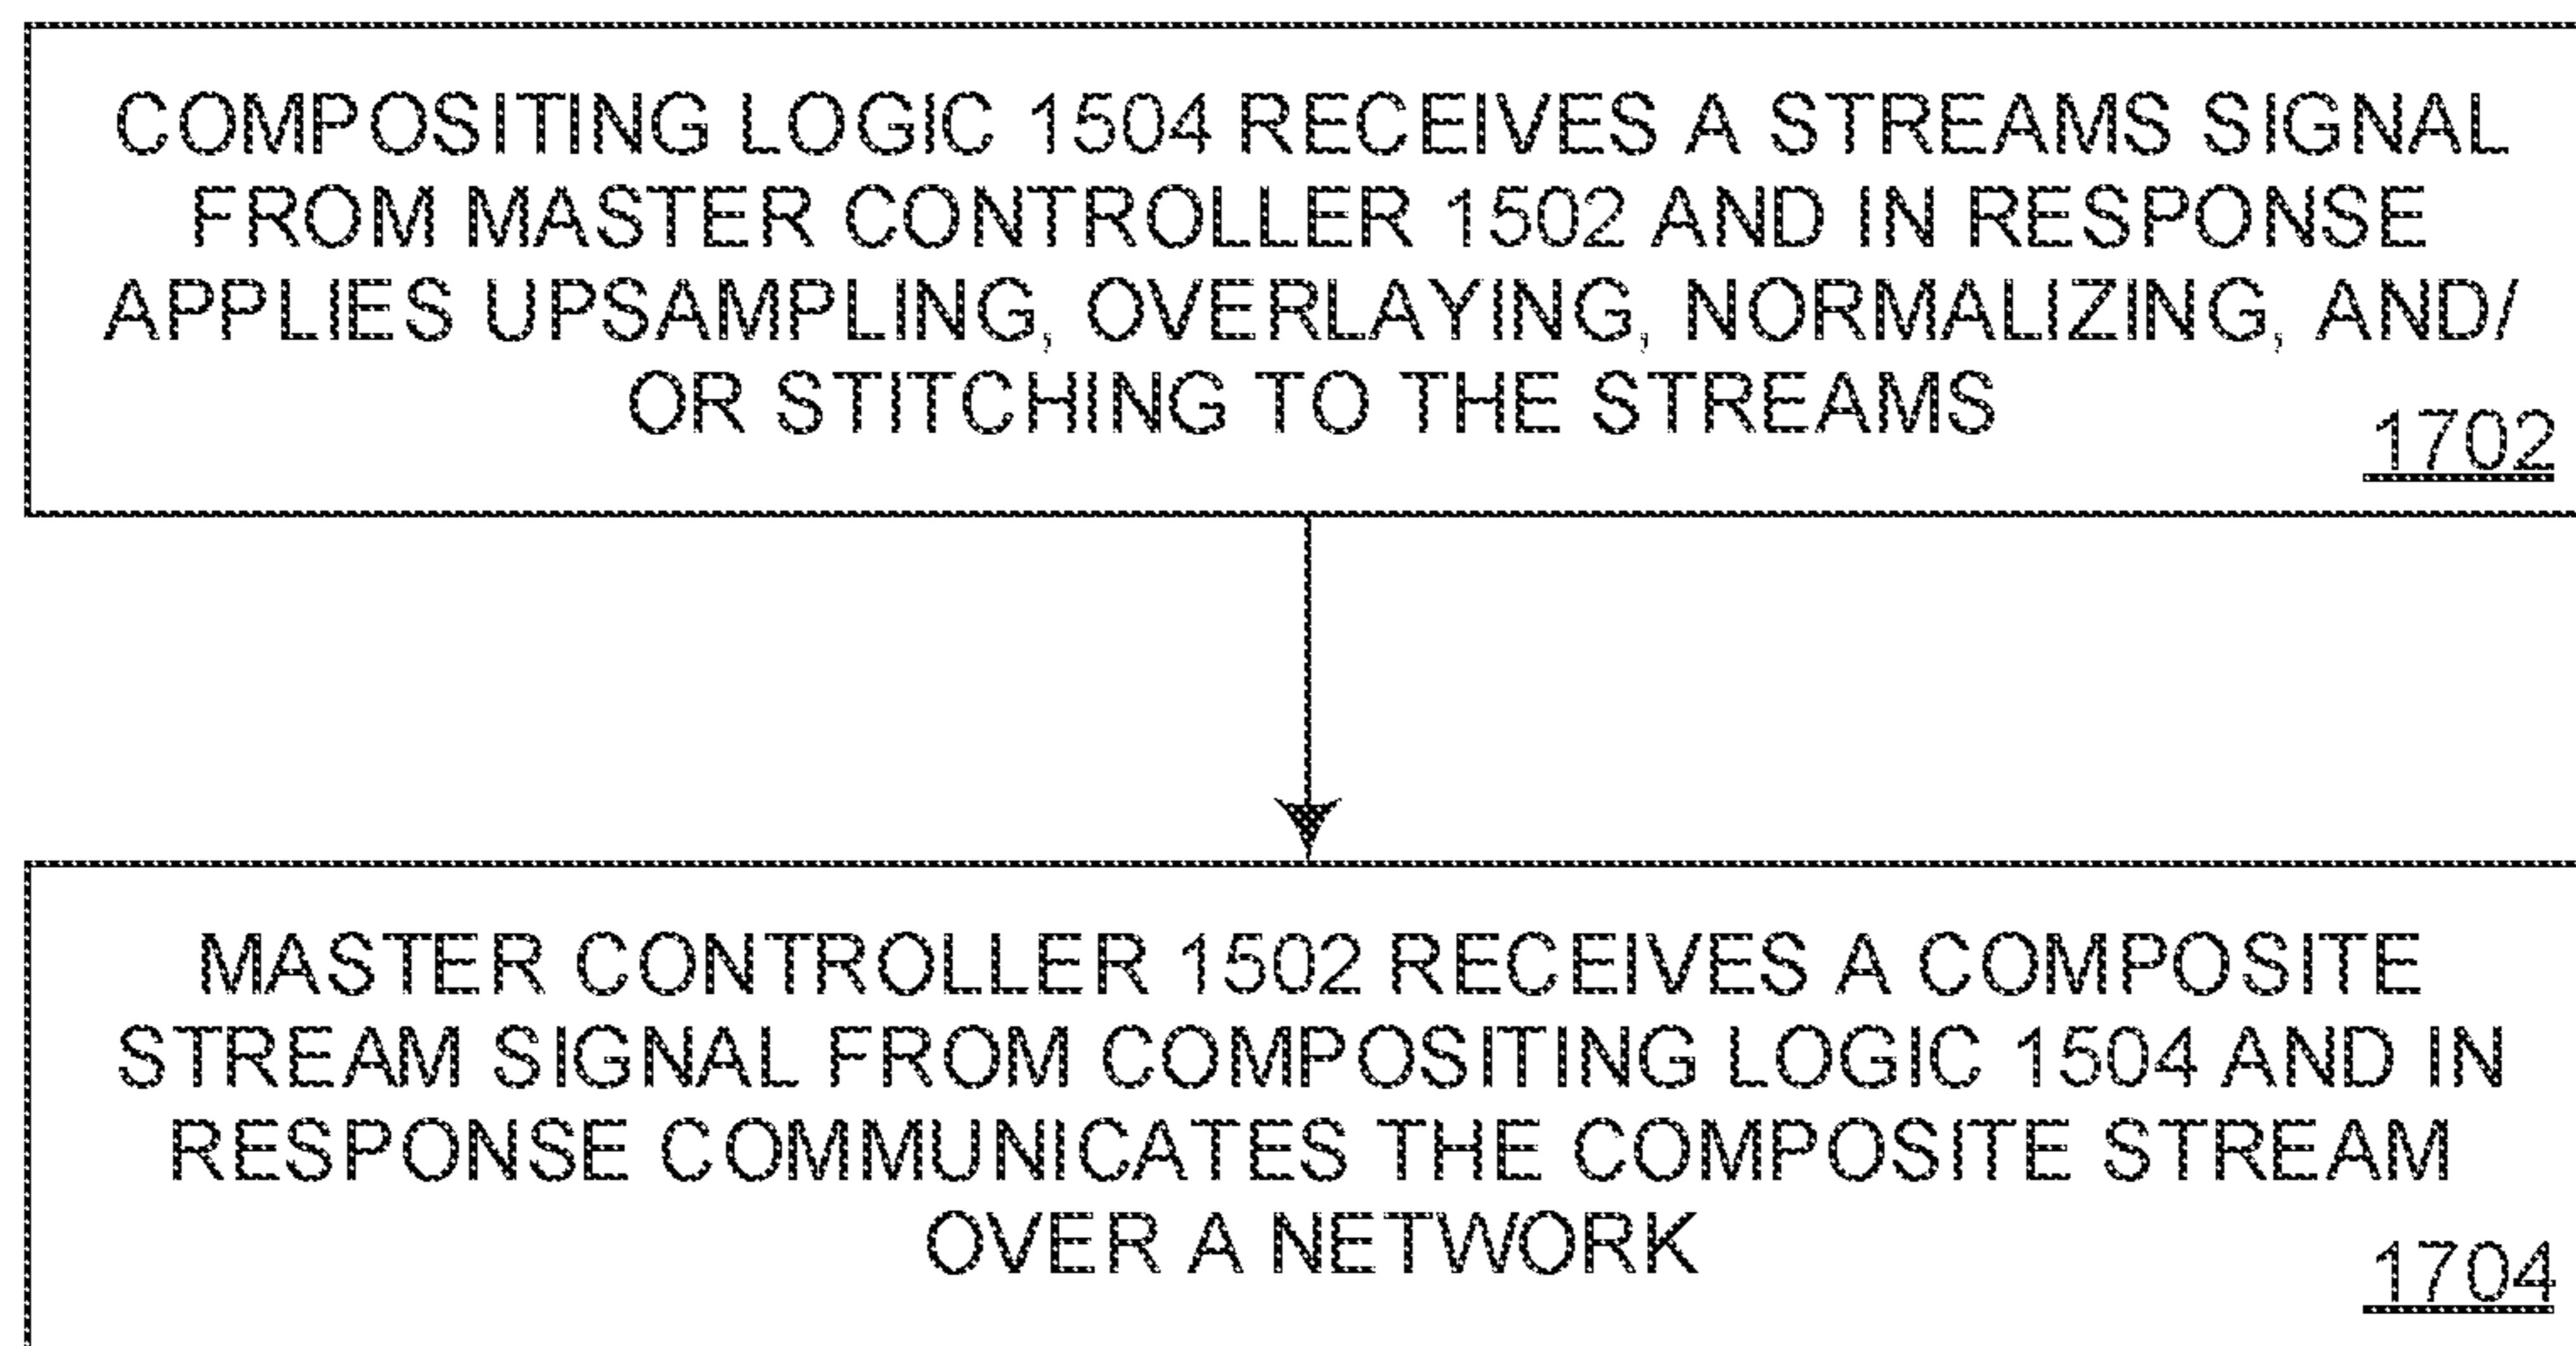 COMPOSITING LOGIC 1504 RECEIVES A STREAMS SIGNAL
FROM MASTER CONTROLLER 1502 AND IN RESPONSE
APPLIES UPSAMPLING, OVERLAYING, NORMALIZING, AND/
OR STITCHING TO THE STREAMS
1702
MASTER CONTROLLER 1502 RECEIVES A COMPOSITE
STREAM SIGNAL FROM COMPOSITING LOGIC 1504 AND IN
RESPONSE COMMUNICATES THE COMPOSITE STREAM
OVER A NETWORK
1704